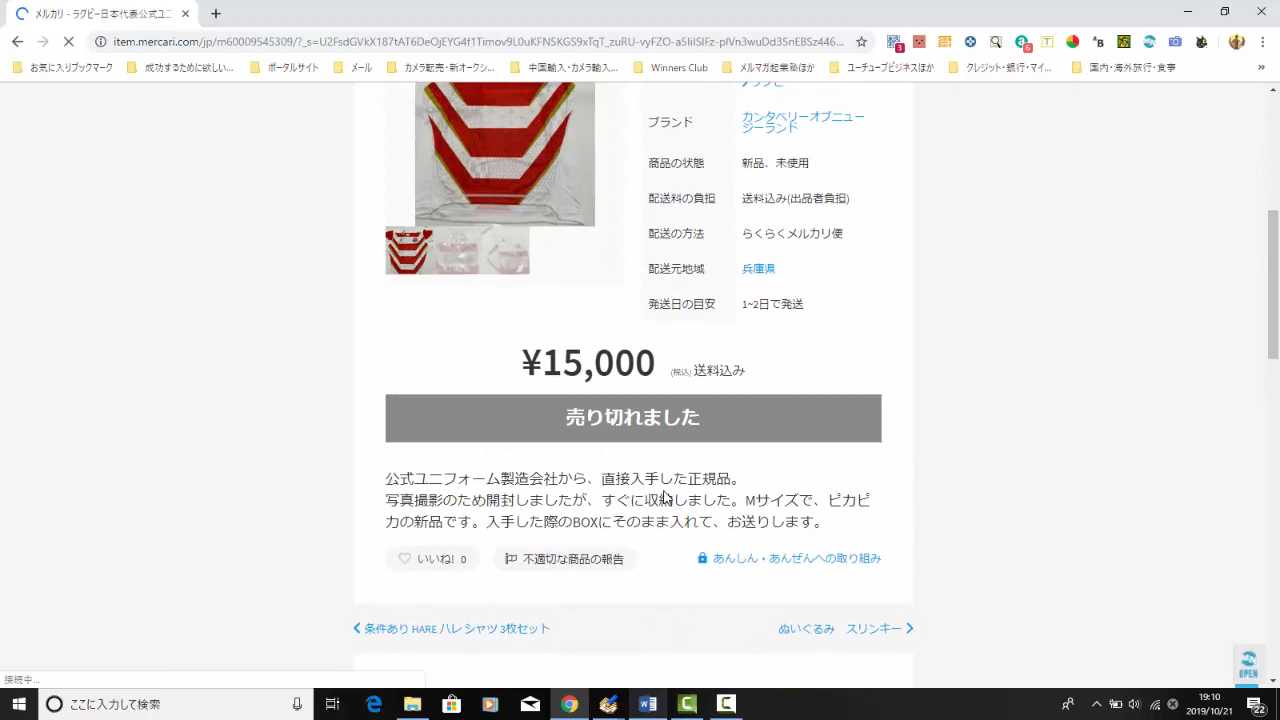 メルカリ - ラグビー日本代表公式ユニ
item.mercari.com/jp/m60009545309/?_s=U2FsdGVkX187tAT6DeOjEYG4f1Timov9L0uKFN5KGS9xTqT_zuRU-vyFZO-aSIiISIFz-pIVn3wuDd35nEBSz446...
お気に入りブックマーク 成功するために欲しい... ポータルサイト メール カメラ転売・新オークシ... 中国輸入・カメラ輸入... Winners Club メルマガ起業塾ほか ユーチューブビジネスほか クレジット・銀行・マイ... 国内・海外旅行・食事 »
ラグビー
ブランド カンタベリーオブニュー
ジーランド
商品の状態 新品、未使用
配送料の負担 送料込み(出品者負担)
配送の方法 らくらくメルカリ便
配送元地域 兵庫県
発送日の目安 1~2日で発送
¥15,000 (税込) 送料込み
売り切れました
公式ユニフォーム製造会社から、直接入手した正規品。
写真撮影のため開封しましたが、すぐに収納しました。Mサイズで、ピカピ
カの新品です。入手した際のBOXにそのまま入れて、お送りします。
いいね! 0 不適切な商品の報告 あんしん・あんぜんへの取り組み
条件あり HARE ハレ シャツ 3枚セット ぬいぐるみ スリンキー
OPEN
接続中...
ここに入力して検索
19:10
2019/10/21
22